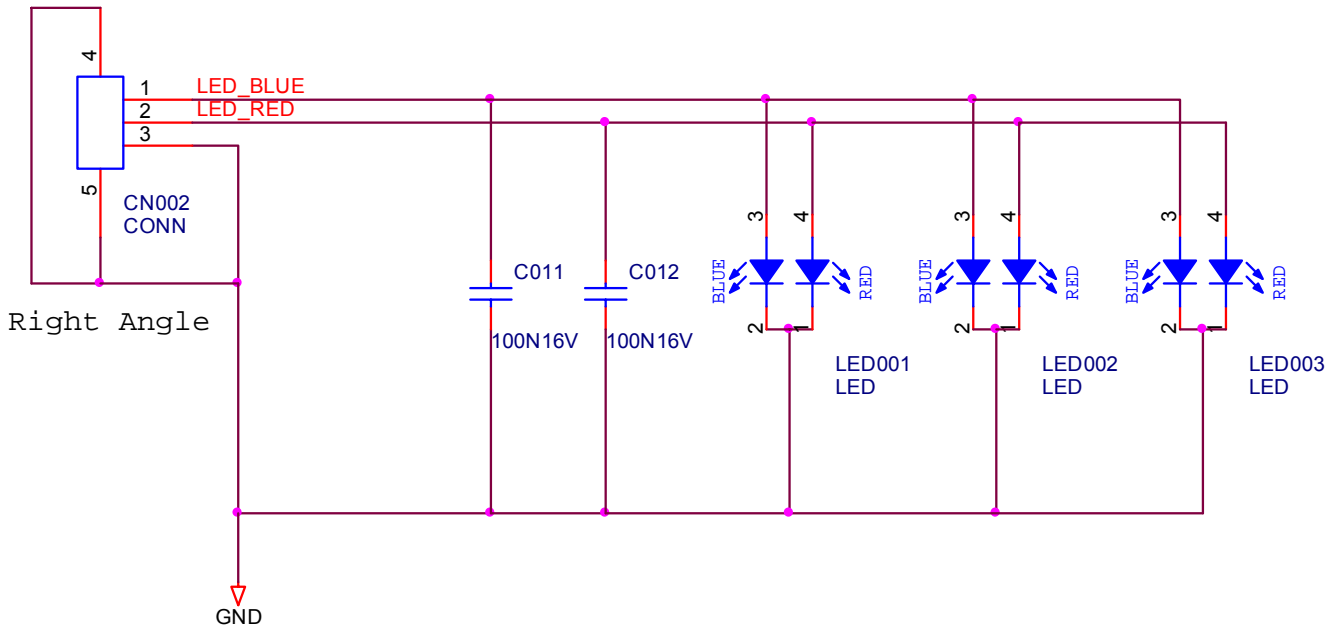 4
1
LED_BLUE
2
LED_RED
3
5
CN002
CONN
Right Angle
C011
100N16V
C012
100N16V
3
4
BLUE
RED
2
1
LED001
LED
3
4
BLUE
RED
2
1
LED002
LED
3
4
BLUE
RED
2
1
LED003
LED
GND